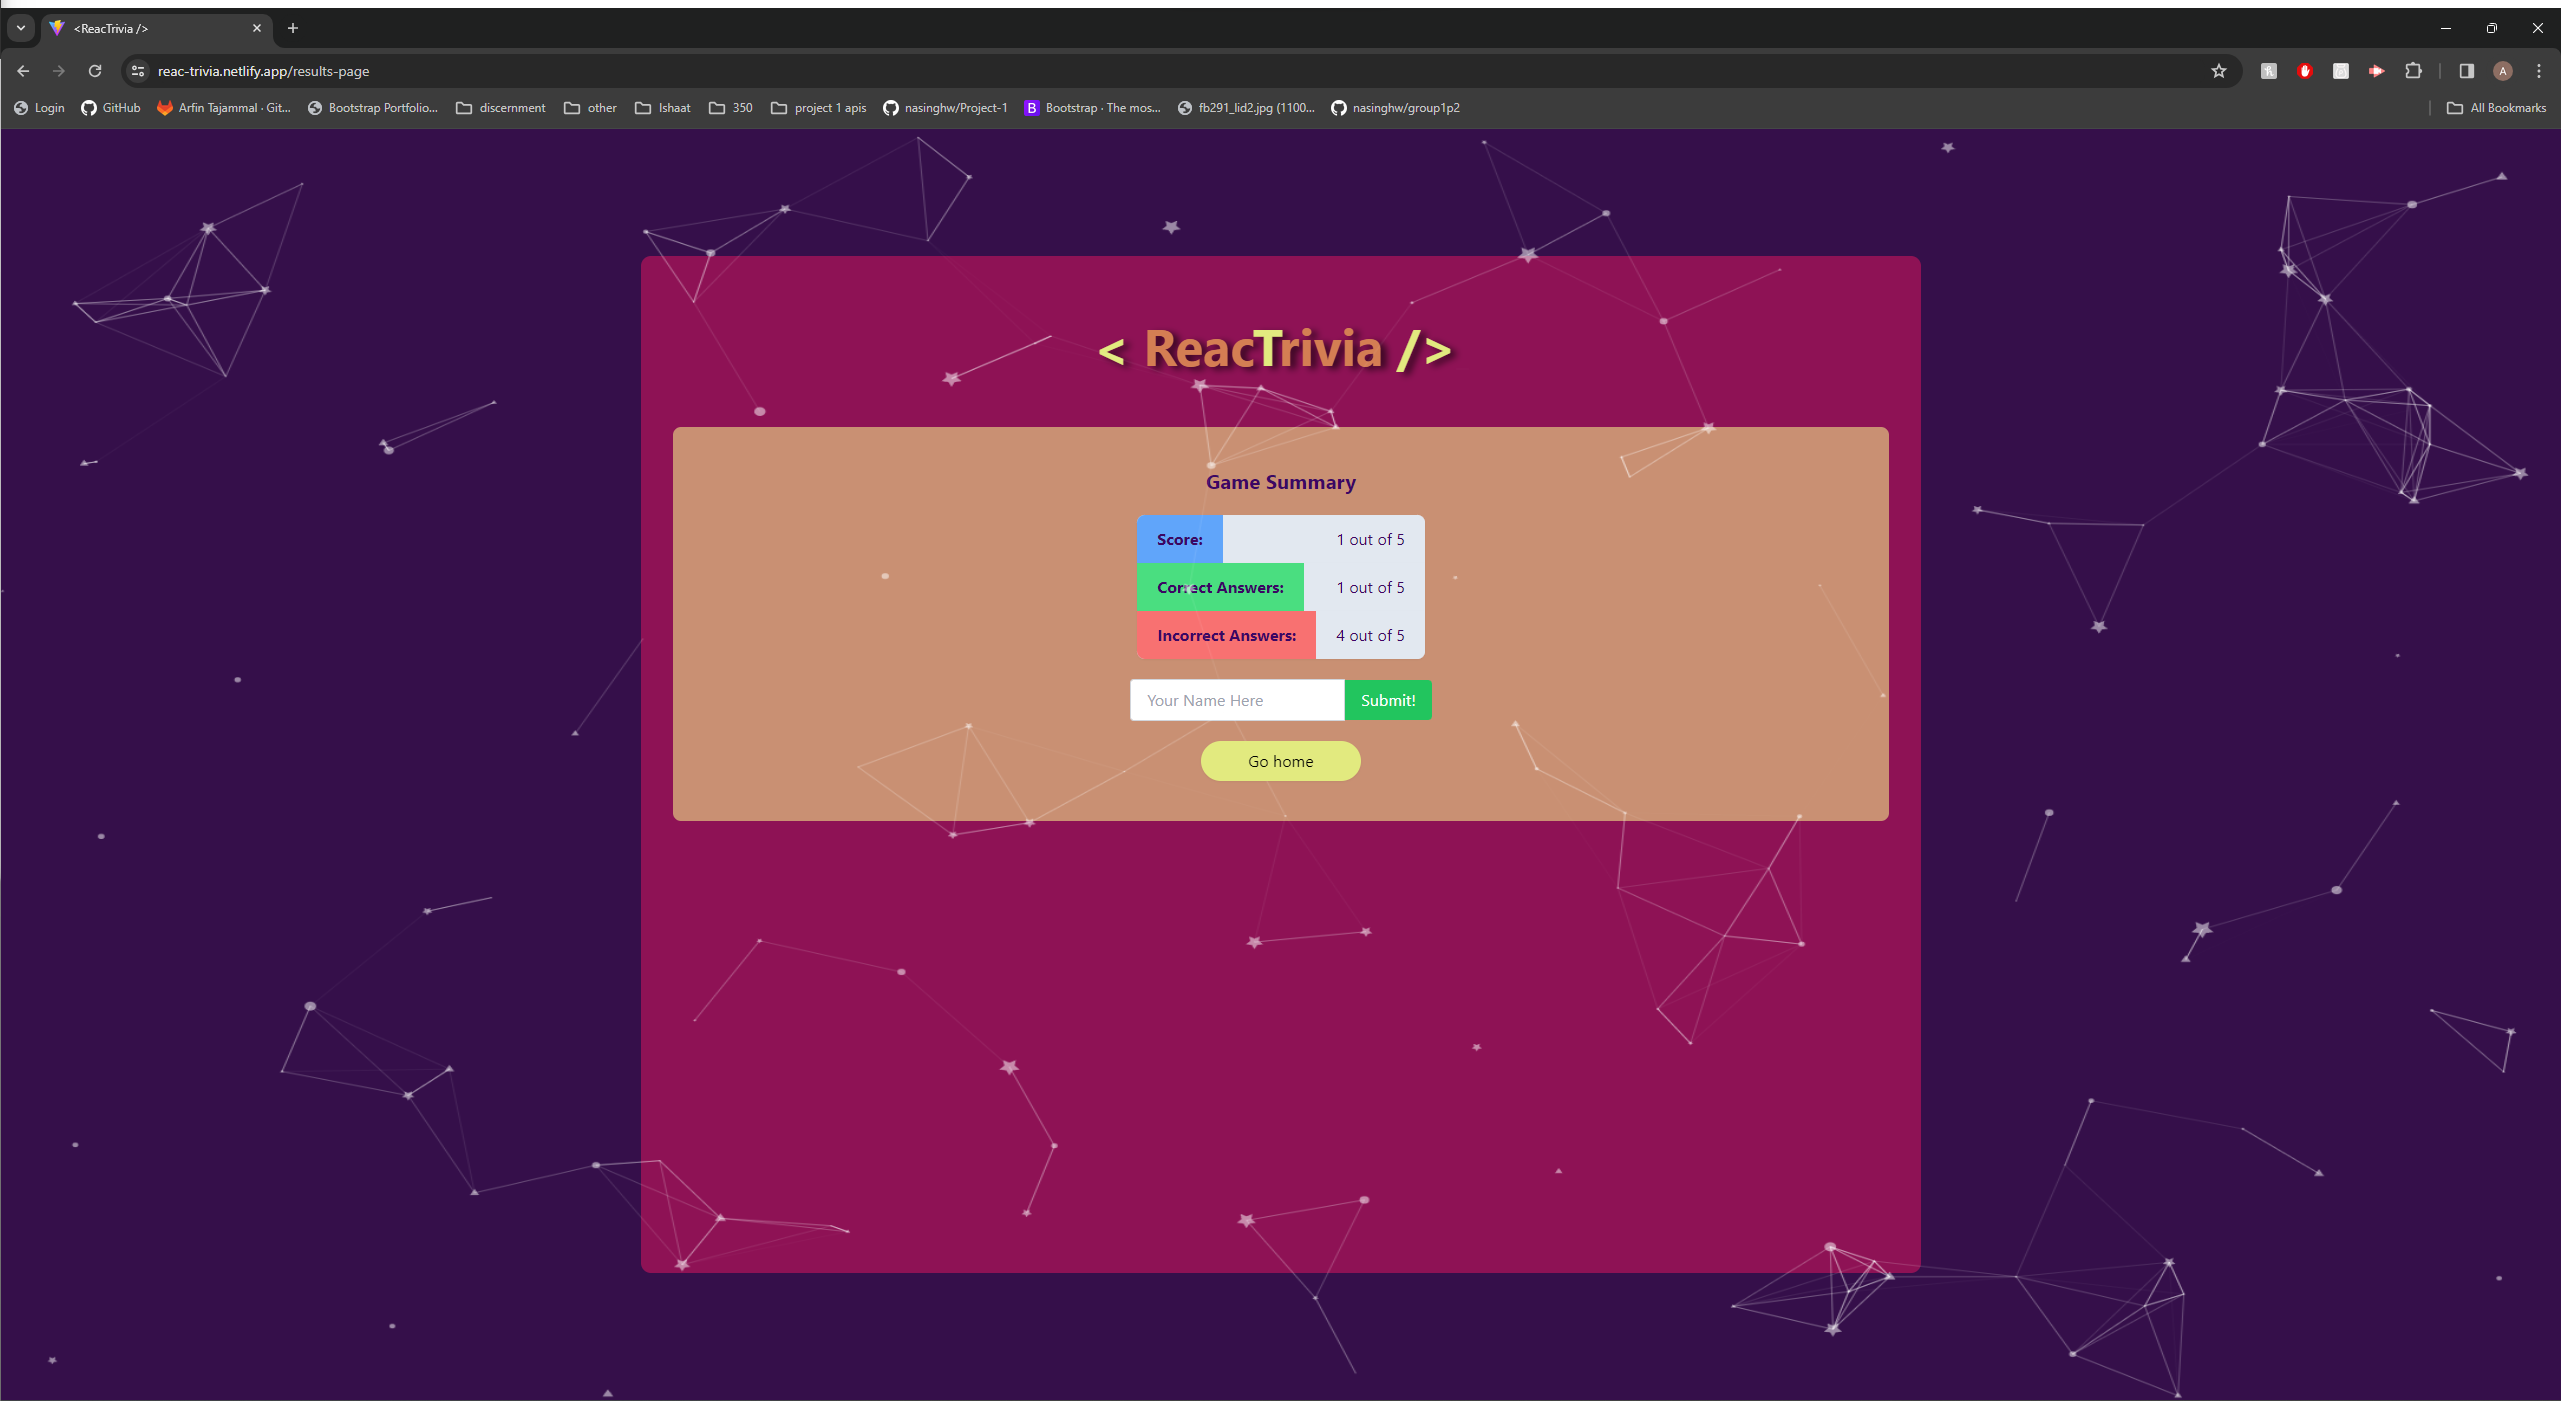 <ReacTrivia />
reac-trivia.netlify.app/results-page
A
Login GitHub Arfin Tajammal · Git... Bootstrap Portfolio... discernment other Ishaat 350 project 1 apis nasinghw/Project-1 B Bootstrap · The mos... fb291_lid2.jpg (1100... nasinghw/group1p2 All Bookmarks
< ReacTrivia />
Game Summary
Score: 1 out of 5
Correct Answers: 1 out of 5
Incorrect Answers: 4 out of 5
Your Name Here Submit!
Go home